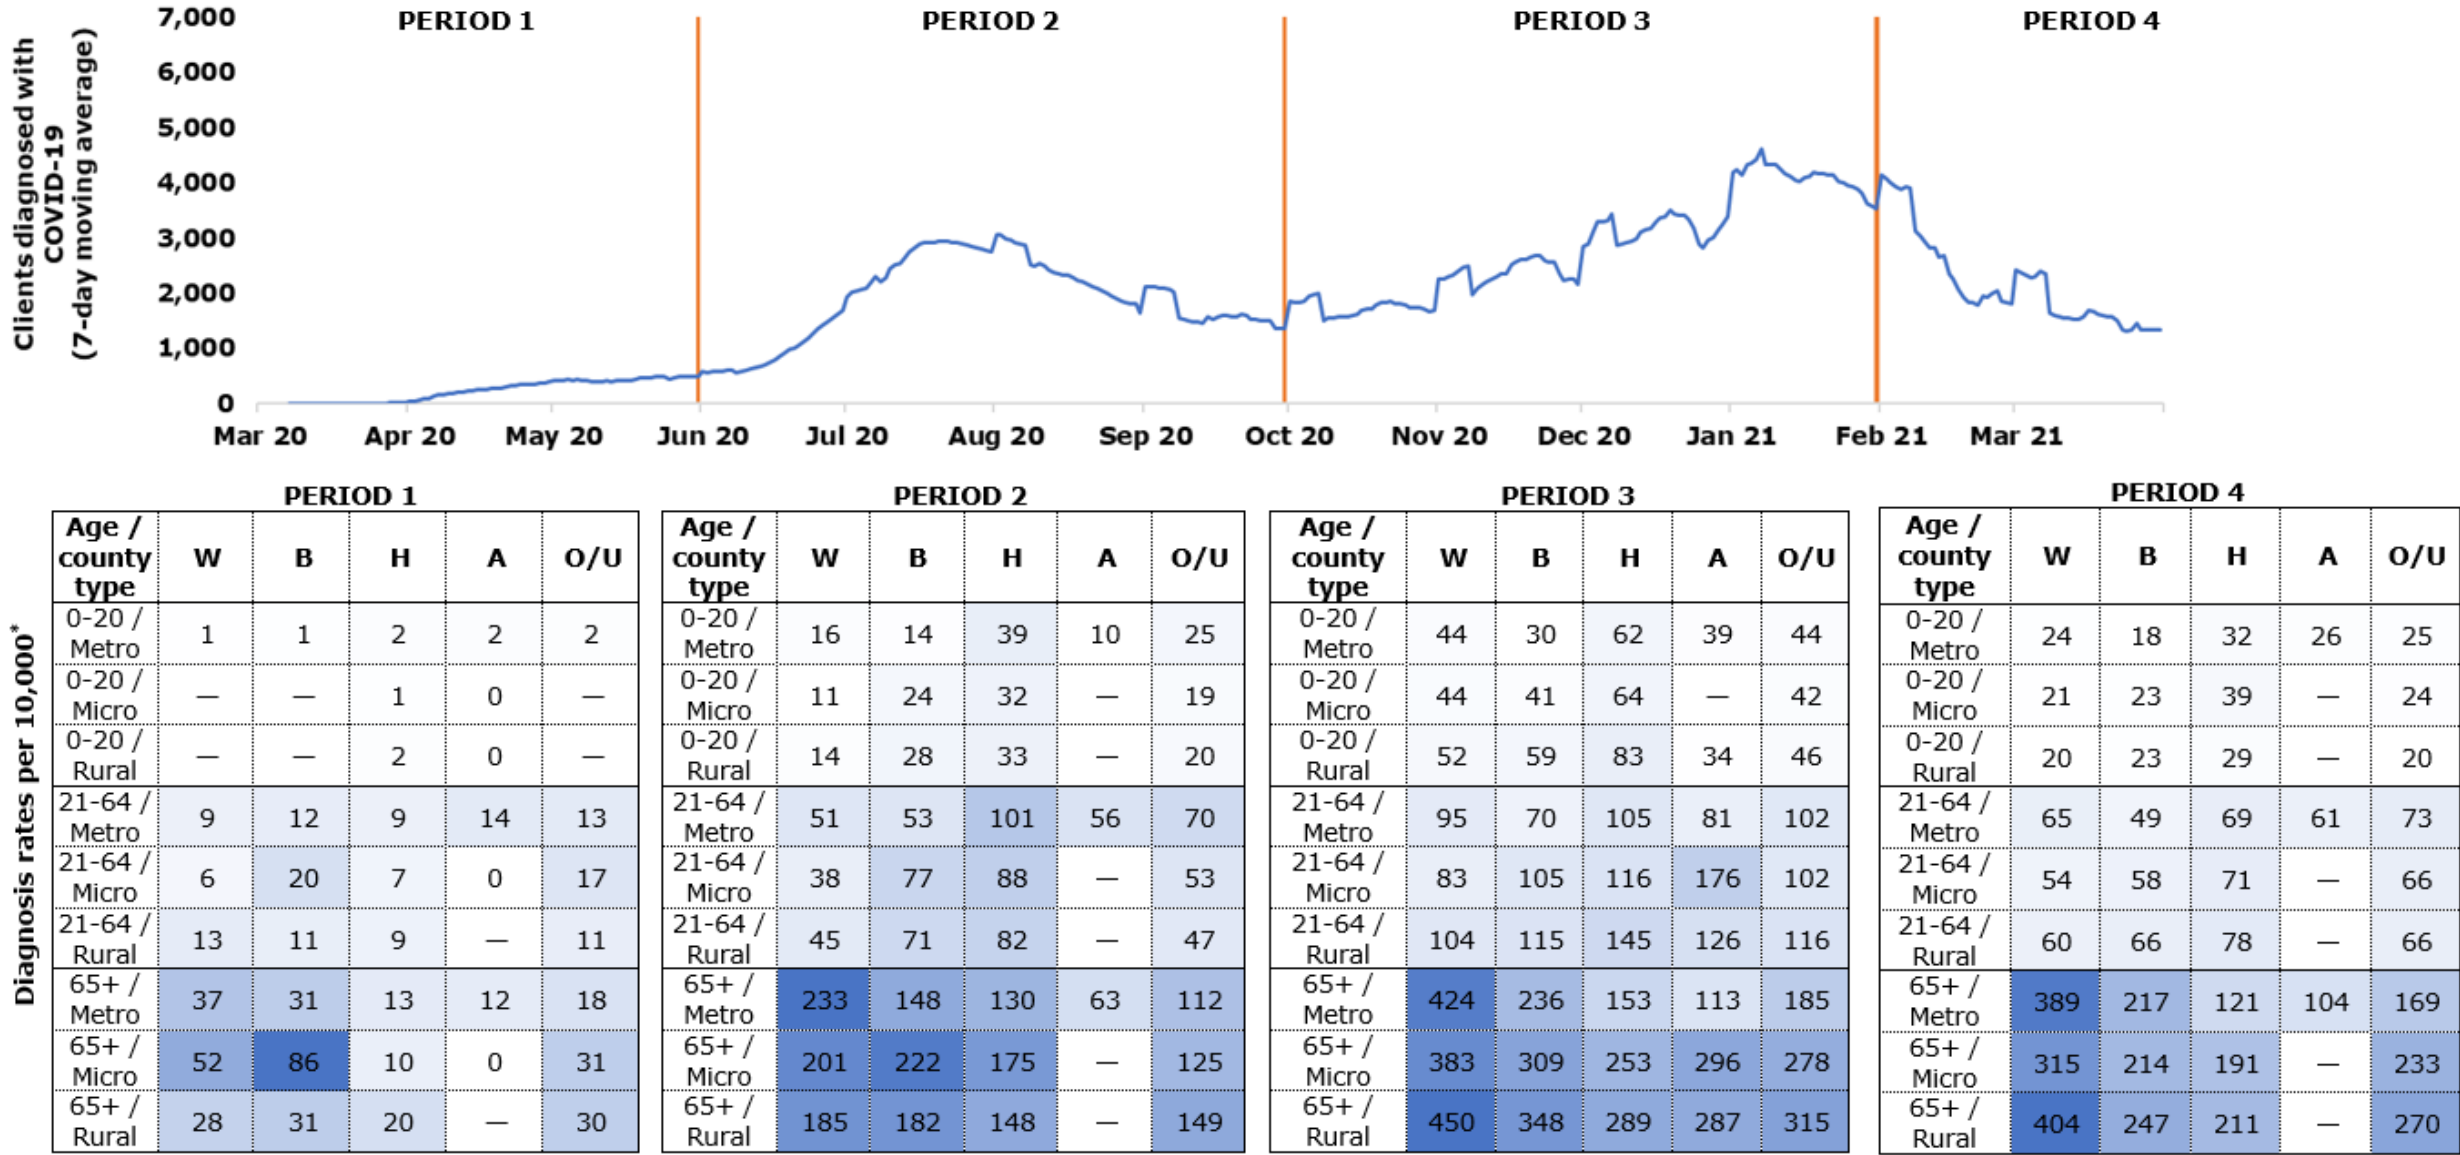 Clients diagnosed with
COVID-19
(7-day moving average)
7,000
6,000
5,000
4,000
3,000
2,000
1,000
0
PERIOD 1 PERIOD 2 PERIOD 3 PERIOD 4
Mar 20 Apr 20 May 20 Jun 20 Jul 20 Aug 20 Sep 20 Oct 20 Nov 20 Dec 20 Jan 21 Feb 21 Mar 21
Diagnosis rates per 10,000*
PERIOD 1
Age /
county
type
W B H A O/U
0-20 /
Metro
1 1 2 2 2
0-20 /
Micro
— — 1 0 —
0-20 /
Rural
— — 2 0 —
21-64 /
Metro
9 12 9 14 13
21-64 /
Micro
6 20 7 0 17
21-64 /
Rural
13 11 9 — 11
65+ /
Metro
37 31 13 12 18
65+ /
Micro
52 86 10 0 31
65+ /
Rural
28 31 20 — 30
PERIOD 2
Age /
county
type
W B H A O/U
0-20 /
Metro
16 14 39 10 25
0-20 /
Micro
11 24 32 — 19
0-20 /
Rural
14 28 33 — 20
21-64 /
Metro
51 53 101 56 70
21-64 /
Micro
38 77 88 — 53
21-64 /
Rural
45 71 82 — 47
65+ /
Metro
233 148 130 63 112
65+ /
Micro
201 222 175 — 125
65+ /
Rural
185 182 148 — 149
PERIOD 3
Age /
county
type
W B H A O/U
0-20 /
Metro
44 30 62 39 44
0-20 /
Micro
44 41 64 — 42
0-20 /
Rural
52 59 83 34 46
21-64 /
Metro
95 70 105 81 102
21-64 /
Micro
83 105 116 176 102
21-64 /
Rural
104 115 145 126 116
65+ /
Metro
424 236 153 113 185
65+ /
Micro
383 309 253 296 278
65+ /
Rural
450 348 289 287 315
PERIOD 4
Age /
county
type
W B H A O/U
0-20 /
Metro
24 18 32 26 25
0-20 /
Micro
21 23 39 — 24
0-20 /
Rural
20 23 29 — 20
21-64 /
Metro
65 49 69 61 73
21-64 /
Micro
54 58 71 — 66
21-64 /
Rural
60 66 78 — 66
65+ /
Metro
389 217 121 104 169
65+ /
Micro
315 214 191 — 233
65+ /
Rural
404 247 211 — 270